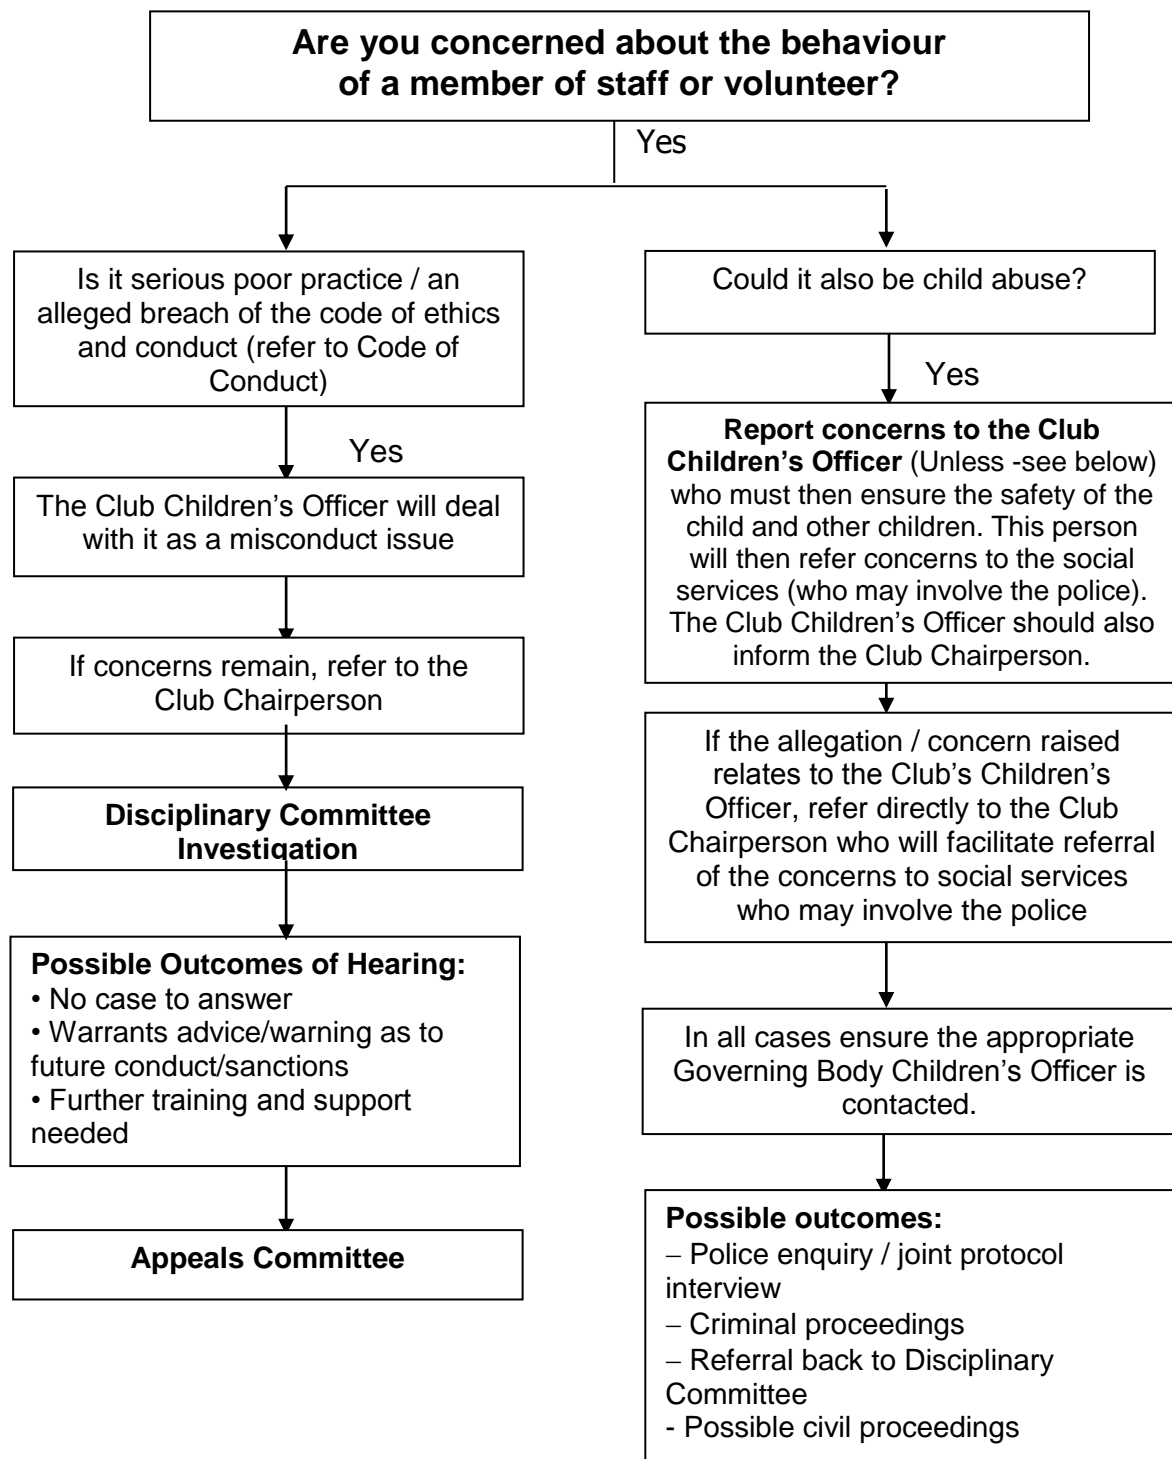 Are you concerned about the behaviour
of a member of staff or volunteer?
Yes
Is it serious poor practice / an
alleged breach of the code of ethics
and conduct (refer to Code of
Conduct)
Yes
The Club Children’s Officer will deal
with it as a misconduct issue
If concerns remain, refer to the
Club Chairperson
Disciplinary Committee
Investigation
Possible Outcomes of Hearing:
• No case to answer
• Warrants advice/warning as to
future conduct/sanctions
• Further training and support
needed
Appeals Committee
Could it also be child abuse?
Yes
Report concerns to the Club
Children’s Officer (Unless -see below)
who must then ensure the safety of the
child and other children. This person
will then refer concerns to the social
services (who may involve the police).
The Club Children’s Officer should also
inform the Club Chairperson.
If the allegation / concern raised
relates to the Club’s Children’s
Officer, refer directly to the Club
Chairperson who will facilitate referral
of the concerns to social services
who may involve the police
In all cases ensure the appropriate
Governing Body Children’s Officer is
contacted.
Possible outcomes:
– Police enquiry / joint protocol
interview
– Criminal proceedings
– Referral back to Disciplinary
Committee
- Possible civil proceedings